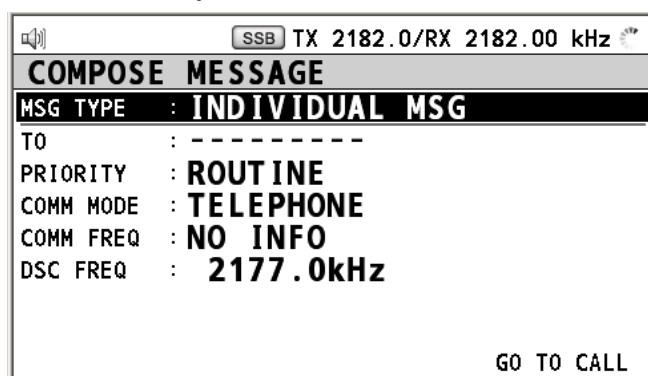 SSB TX 2182.0/RX 2182.00 kHz
COMPOSE MESSAGE
MSG TYPE : INDIVIDUAL MSG
TO : ---------
PRIORITY : ROUTINE
COMM MODE : TELEPHONE
COMM FREQ : NO INFO
DSC FREQ : 2177.0kHz
GO TO CALL